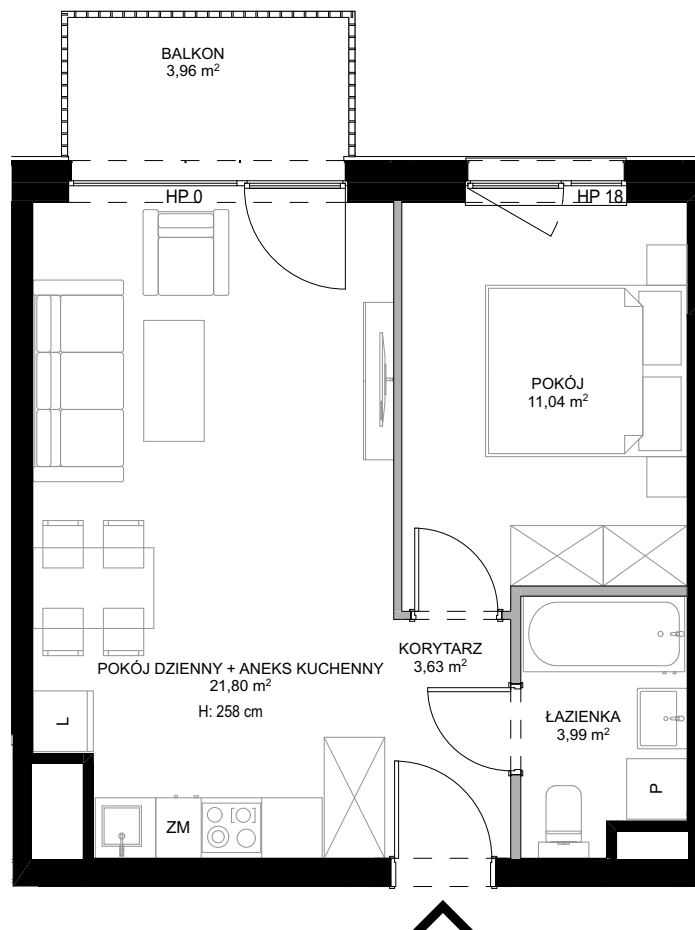 BALKON
3,96 m²
HP 0
HP 18
POKÓJ
11,04 m²
KORYTARZ
3,63 m²
POKÓJ DZIENNY + ANEKS KUCHENNY
21,80 m²
H: 258 cm
L
ŁAZIENKA
3,99 m²
P
ZM